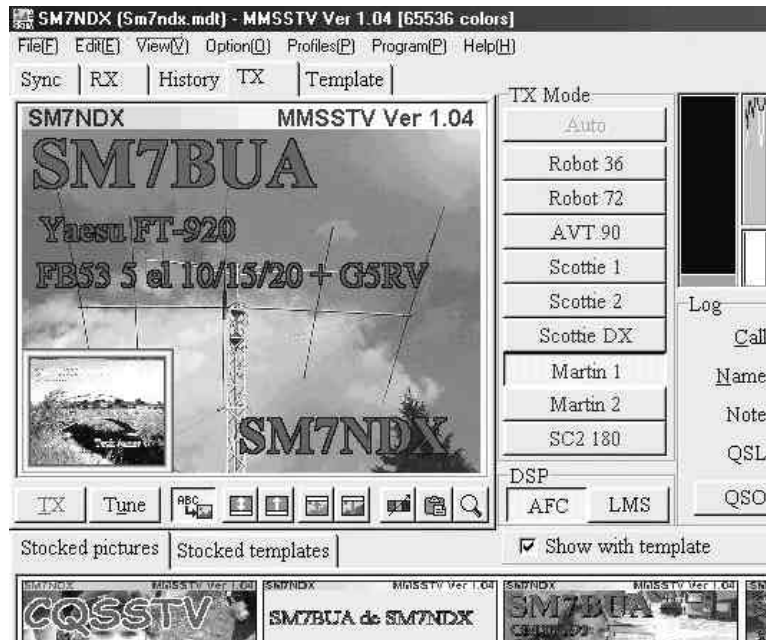 SM7NDX (Sm7ndx.mdt) - MMSSTV Ver 1.04 [65536 colors]
File(F) Edit(E) View(V) Option(O) Profiles(P) Program(P) Help(H)
Sync RX History TX Template
SM7NDX MMSSTV Ver 1.04
SM7BUA
Yaesu FT-920
FB53 5 el 10/15/20 + G5RV
SM7NDX
TX Mode
Auto
Robot 36
Robot 72
AVT 90
Scottie 1
Scottie 2
Scottie DX
Martin 1
Martin 2
SC2 180
Log
Call
Name
Note
QSL
QSO
DSP
AFC LMS
TX Tune ABC
Stocked pictures Stocked templates
Show with template
SM7NDX MMSSTV Ver 1.04
CQSSTV
SM7NDX MMSSTV Ver 1.04
SM7BUA de SM7NDX
SM7NDX MMSSTV Ver 1.04
SM7BUA